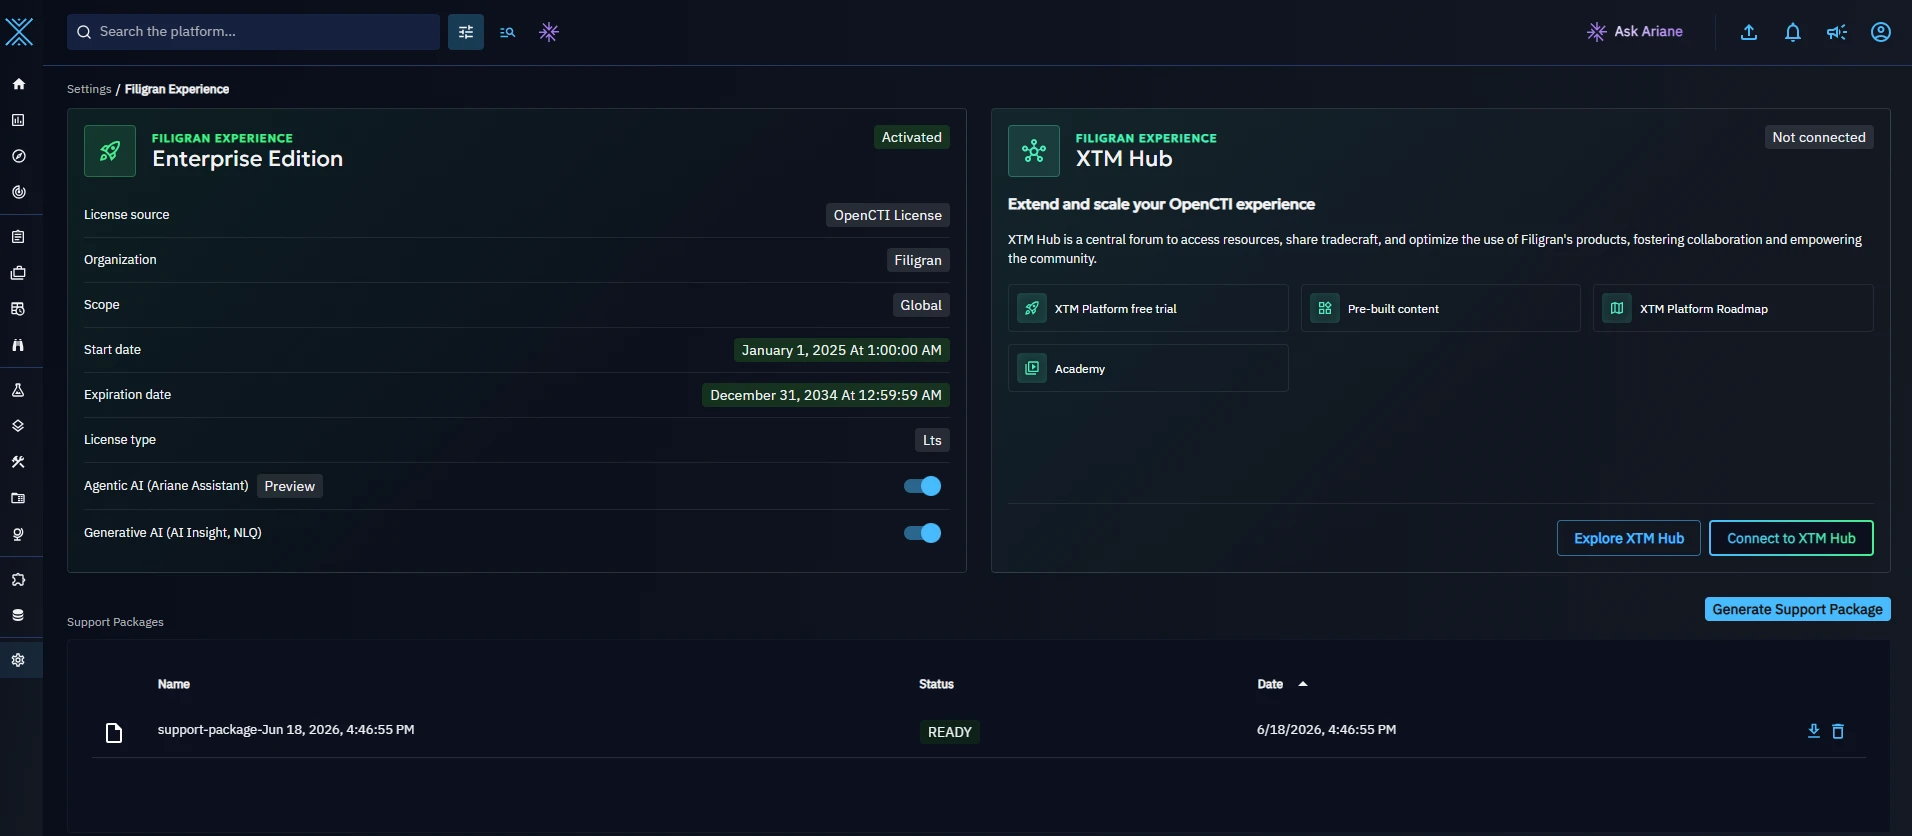 Search the platform...
Ask Ariane
Settings / Filigran Experience
FILIGRAN EXPERIENCE
Enterprise Edition
Activated
License source
OpenCTI License
Organization
Filigran
Scope
Global
Start date
January 1, 2025 At 1:00:00 AM
Expiration date
December 31, 2034 At 12:59:59 AM
License type
Lts
Agentic AI (Ariane Assistant) Preview
Generative AI (AI Insight, NLQ)
FILIGRAN EXPERIENCE
XTM Hub
Not connected
Extend and scale your OpenCTI experience
XTM Hub is a central forum to access resources, share tradecraft, and optimize the use of Filigran's products, fostering collaboration and empowering
the community.
XTM Platform free trial
Pre-built content
XTM Platform Roadmap
Academy
Explore XTM Hub
Connect to XTM Hub
Support Packages
Generate Support Package
Name
Status
Date
support-package-Jun 18, 2026, 4:46:55 PM
READY
6/18/2026, 4:46:55 PM